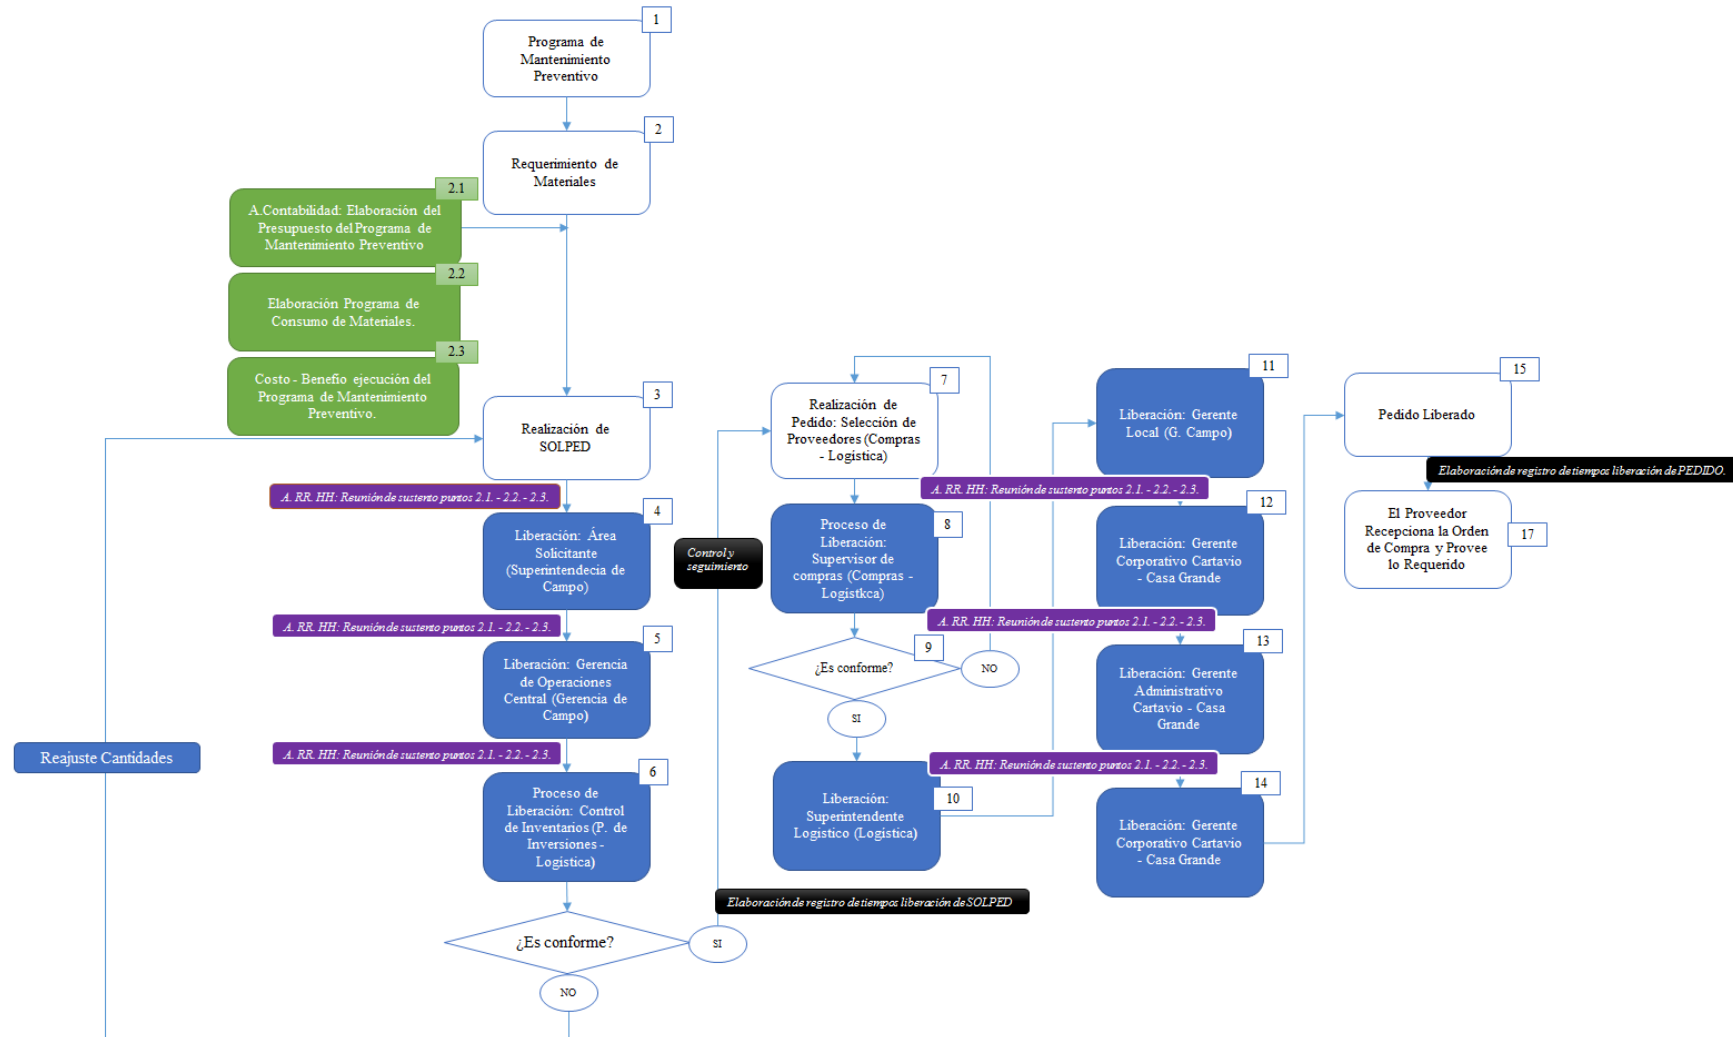 1
Programa de
Mantenimiento
Preventivo
2
Requerimiento de
Materiales
2.1
A.Contabilidad: Elaboración del
Presupuesto del Programa de
Mantenimiento Preventivo
2.2
Elaboración Programa de
Consumo de Materiales.
2.3
Costo - Benefio ejecución del
Programa de Mantenimiento
Preventivo.
3
Realización de
SOLPED
A. RR. HH: Reunión de sustento puntos 2.1. - 2.2. - 2.3.
4
Liberación: Área
Solicitante
(Superintendecia de
Campo)
A. RR. HH: Reunión de sustento puntos 2.1. - 2.2. - 2.3.
5
Liberación: Gerencia
de Operaciones
Central (Gerencia de
Campo)
A. RR. HH: Reunión de sustento puntos 2.1. - 2.2. - 2.3.
Reajuste Cantidades
6
Proceso de
Liberación: Control
de Inventarios (P. de
Inversiones -
Logística)
¿Es conforme?
SI
NO
Elaboración de registro de tiempos liberación de SOLPED
Control y
seguimiento
7
Realización de
Pedido: Selección de
Proveedores (Compras
- Logística)
8
Proceso de
Liberación:
Supervisor de
compras (Compras -
Logístkca)
9
¿Es conforme?
NO
SI
10
Liberación:
Superintendente
Logistico (Logística)
11
Liberación: Gerente
Local (G. Campo)
A. RR. HH: Reunión de sustento puntos 2.1. - 2.2. - 2.3.
12
Liberación: Gerente
Corporativo Cartavio
- Casa Grande
A. RR. HH: Reunión de sustento puntos 2.1. - 2.2. - 2.3.
13
Liberación: Gerente
Administrativo
Cartavio - Casa
Grande
A. RR. HH: Reunión de sustento puntos 2.1. - 2.2. - 2.3.
14
Liberación: Gerente
Corporativo Cartavio
- Casa Grande
15
Pedido Liberado
Elaboración de registro de tiempos liberación de PEDIDO.
17
El Proveedor
Recepciona la Orden
de Compra y Provee
lo Requerido